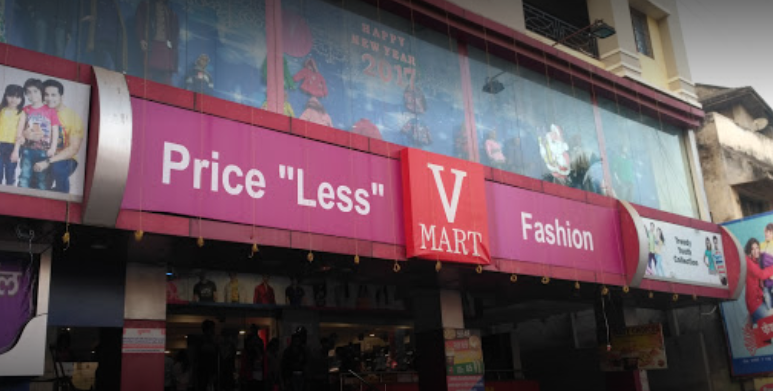 HAPPY
NEW YEAR
2017
Price "Less"
V
MART
Fashion
Trendy
Youth
Collection